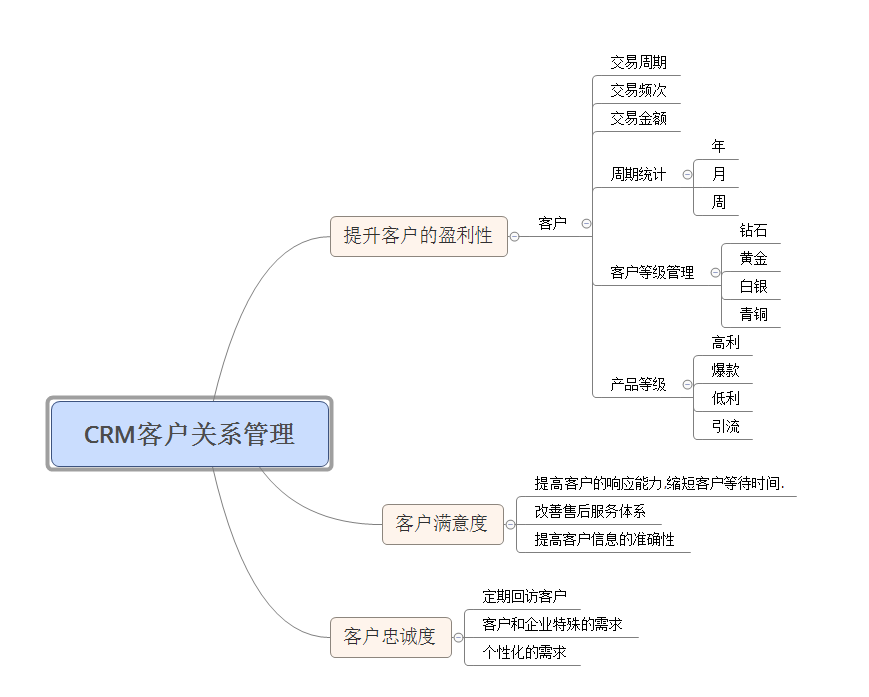 CRM客户关系管理
提升客户的盈利性
客户
交易周期
交易频次
交易金额
周期统计
年
月
周
客户等级管理
钻石
黄金
白银
青铜
产品等级
高利
爆款
低利
引流
客户满意度
提高客户的响应能力,缩短客户等待时间.
改善售后服务体系
提高客户信息的准确性
客户忠诚度
定期回访客户
客户和企业特殊的需求
个性化的需求